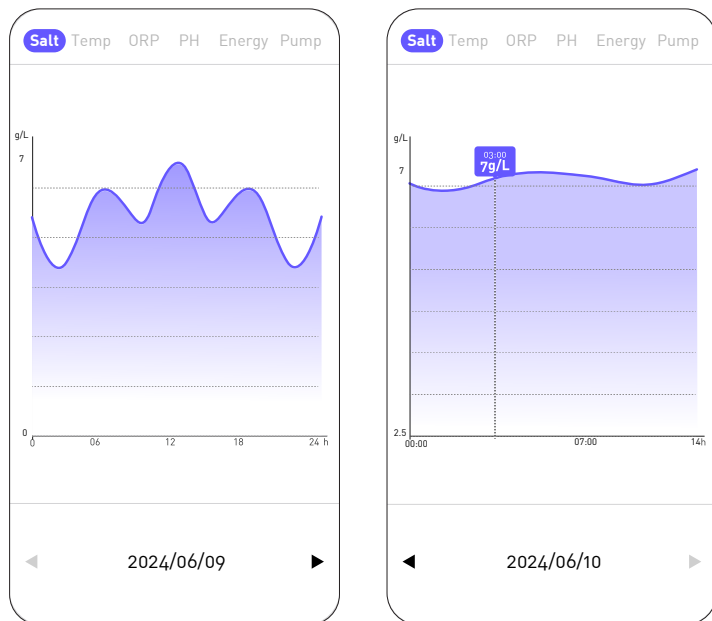 Salt Temp ORP PH Energy Pump
g/L
7
0
0 06 12 18 24 h
2024/06/09
Salt Temp ORP PH Energy Pump
g/L
7
03:00
7g/L
2.5
00:00 07:00 14h
2024/06/10